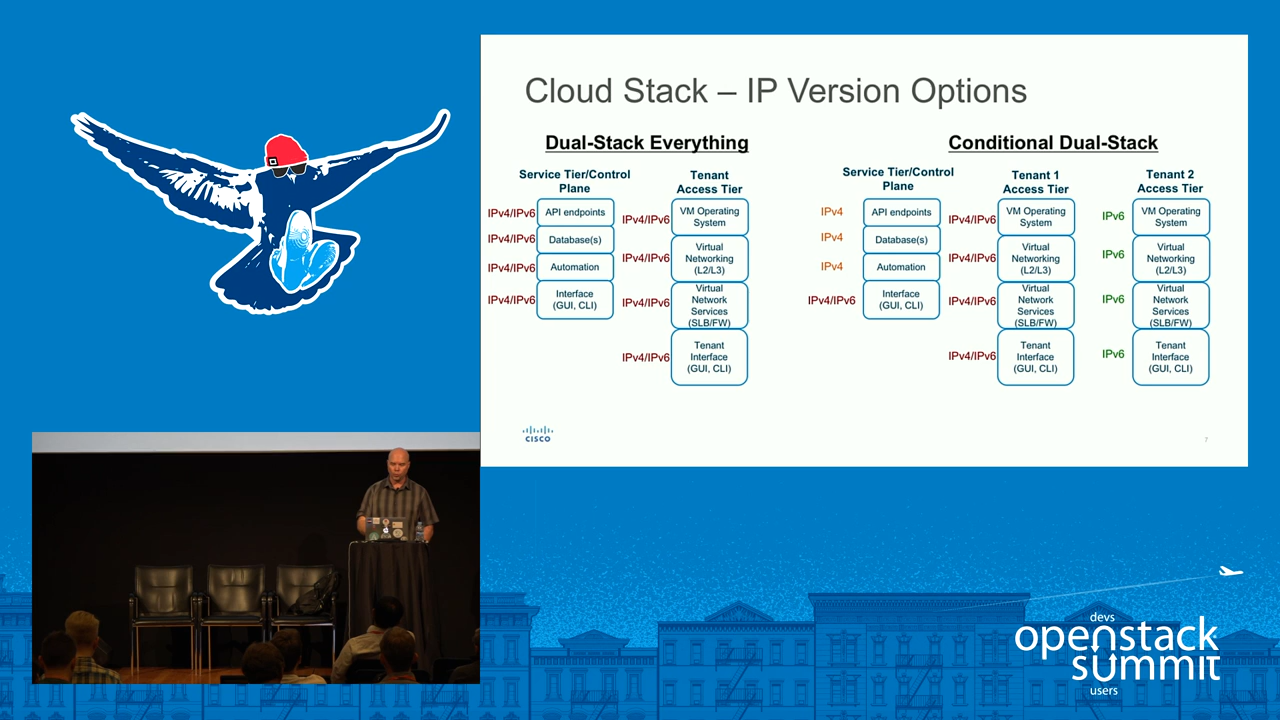 Cloud Stack – IP Version Options
Dual-Stack Everything
Service Tier/Control
Plane
IPv4/IPv6 API endpoints
IPv4/IPv6 Database(s)
IPv4/IPv6 Automation
IPv4/IPv6 Interface
(GUI, CLI)
Tenant
Access Tier
IPv4/IPv6 VM Operating
System
IPv4/IPv6 Virtual
Networking
(L2/L3)
IPv4/IPv6 Virtual
Network
Services
(SLB/FW)
IPv4/IPv6 Tenant
Interface
(GUI, CLI)
Conditional Dual-Stack
Service Tier/Control
Plane
IPv4 API endpoints
IPv4 Database(s)
IPv4 Automation
IPv4/IPv6 Interface
(GUI, CLI)
Tenant 1
Access Tier
IPv4/IPv6 VM Operating
System
IPv4/IPv6 Virtual
Networking
(L2/L3)
IPv4/IPv6 Virtual
Network
Services
(SLB/FW)
IPv4/IPv6 Tenant
Interface
(GUI, CLI)
Tenant 2
Access Tier
IPv6 VM Operating
System
IPv6 Virtual
Networking
(L2/L3)
IPv6 Virtual
Network
Services
(SLB/FW)
IPv6 Tenant
Interface
(GUI, CLI)
CISCO
7
devs
openstack
summit
users